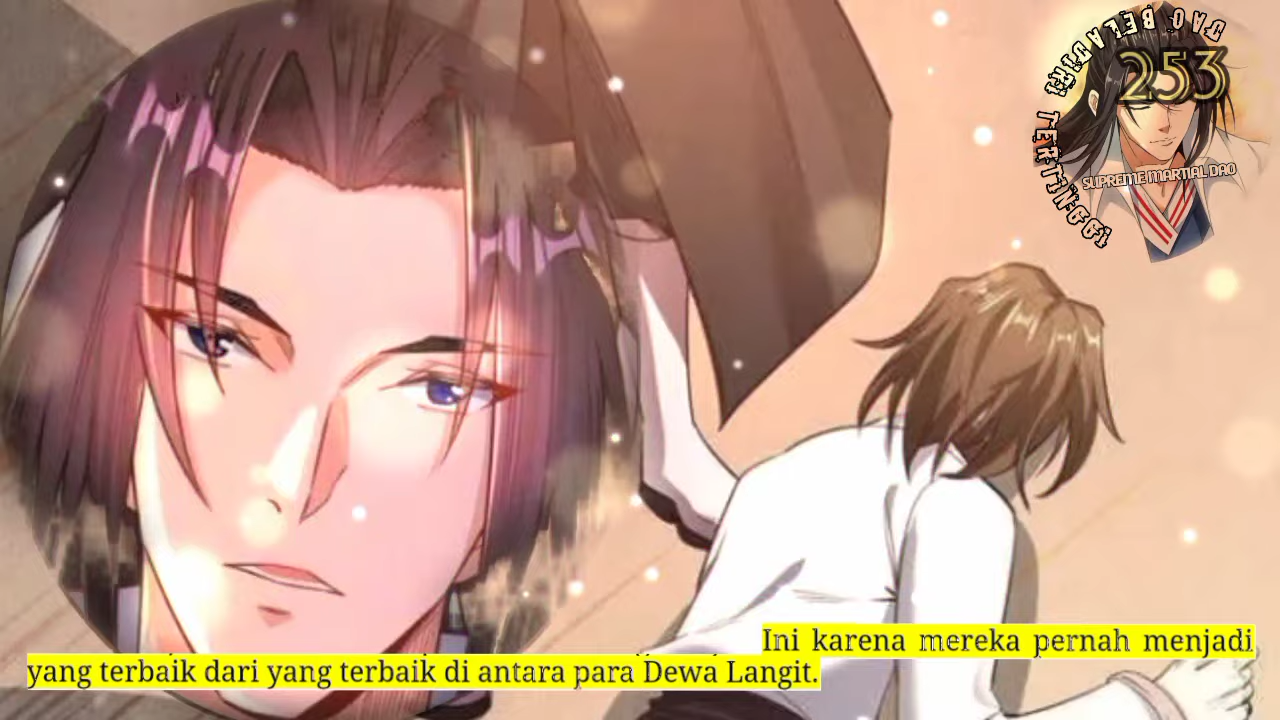 DAO BELADIRI TERTINGGI
253
SUPREME MARTIAL DAO
Ini karena mereka pernah menjadi
yang terbaik dari yang terbaik di antara para Dewa Langit.